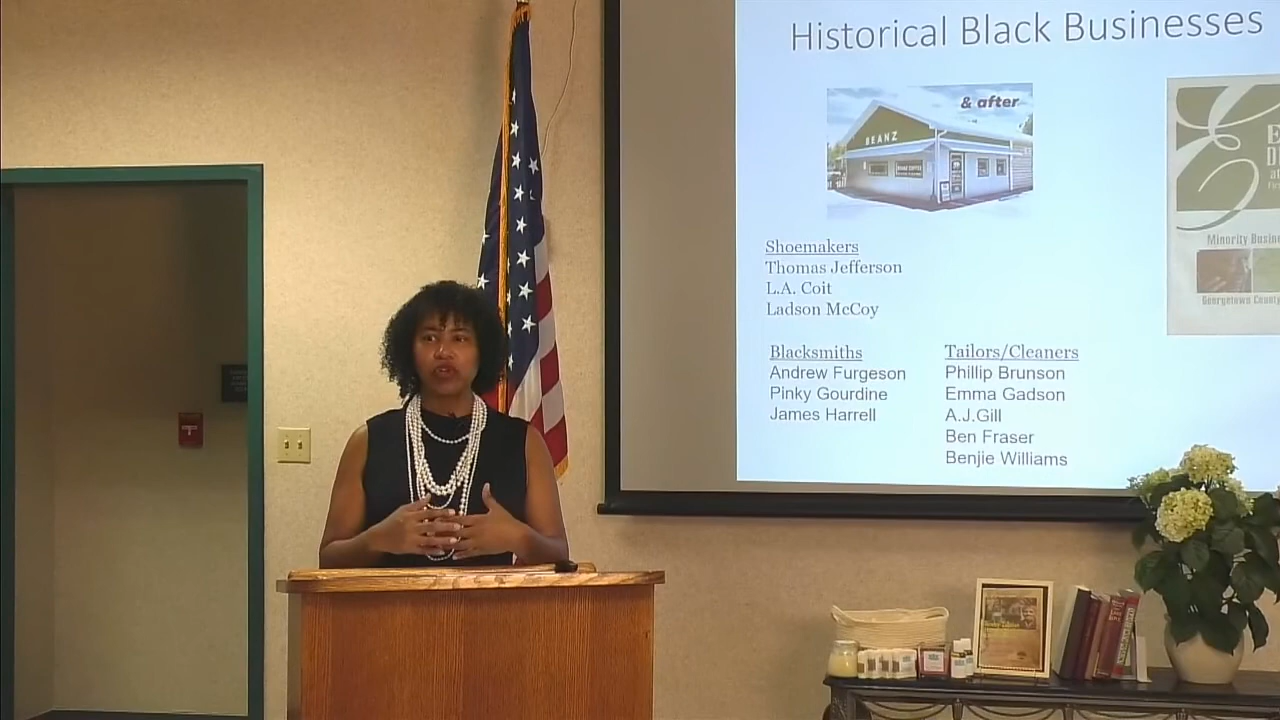 Historical Black Businesses
& after
BEANZ
Minority Busin
Georgetown County
Shoemakers
Thomas Jefferson
L.A. Coit
Ladson McCoy
Blacksmiths
Andrew Furgeson
Pinky Gourdine
James Harrell
Tailors/Cleaners
Phillip Brunson
Emma Gadson
A.J.Gill
Ben Fraser
Benjie Williams